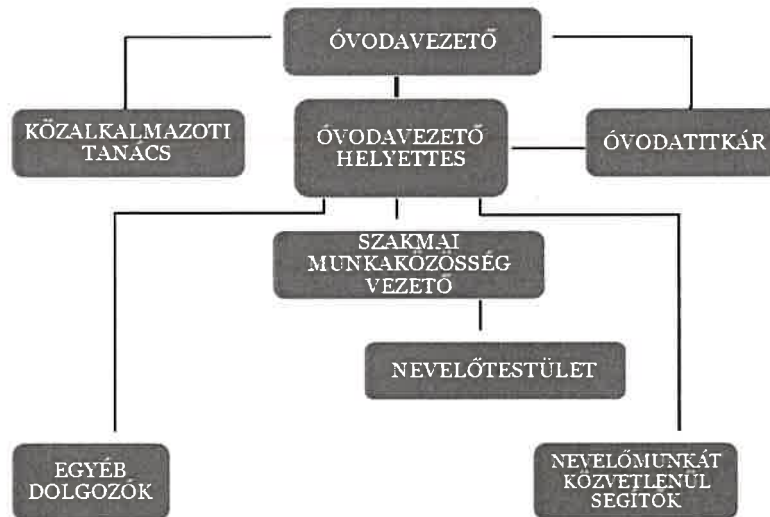 ÓVODAVEZETŐ
KÖZALKALMAZOTI
TANÁCS
ÓVODAVEZETŐ
HELYETTES
ÓVODATITKÁR
SZAKMAI
MUNKAKÖZÖSSÉG
VEZETŐ
NEVELŐTESTÜLET
EGYÉB
DOLGOZÓK
NEVELŐMUNKÁT
KÖZVETLENÜL
SEGÍTŐK